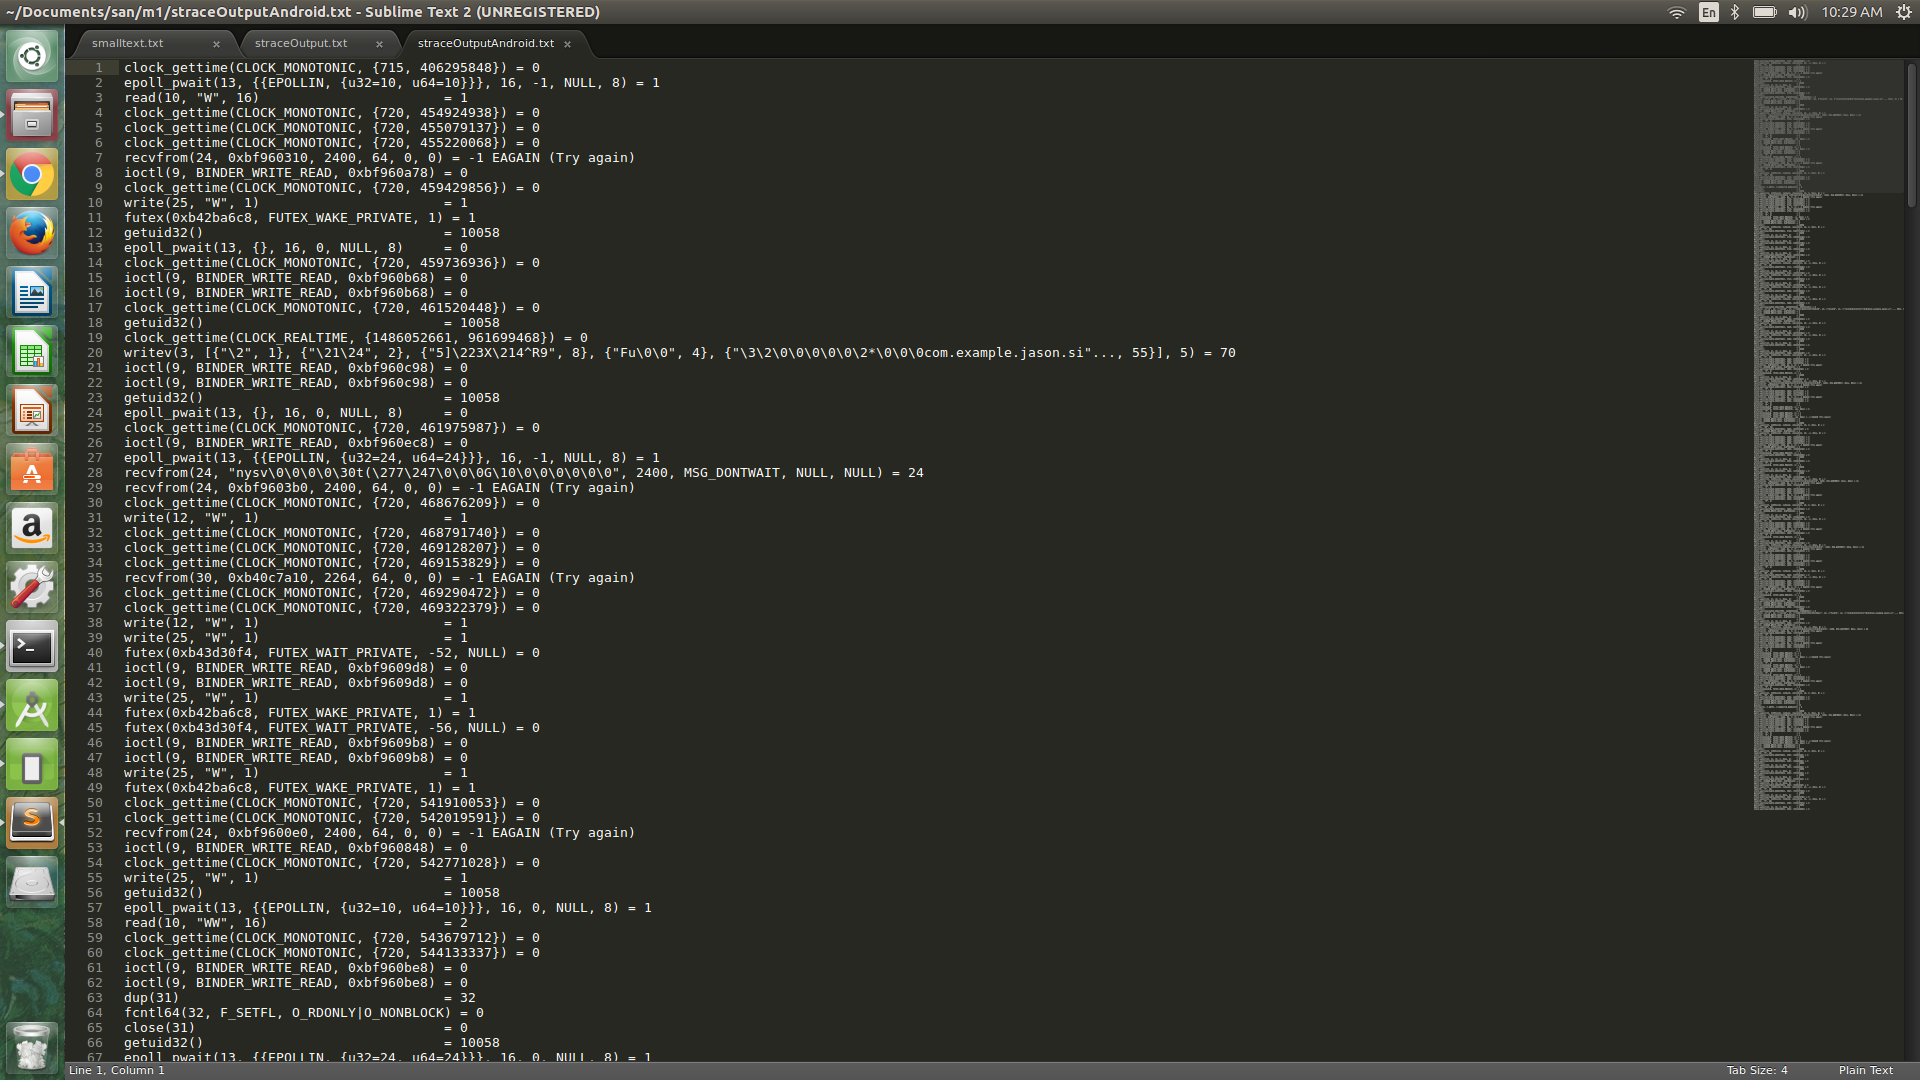 ~/Documents/san/m1/straceOutputAndroid.txt - Sublime Text 2 (UNREGISTERED)
En
10:29 AM
smalltext.txt ×
straceOutput.txt ×
straceOutputAndroid.txt ×
1 clock_gettime(CLOCK_MONOTONIC, {715, 406295848}) = 0
2 epoll_pwait(13, {{EPOLLIN, {u32=10, u64=10}}}, 16, -1, NULL, 8) = 1
3 read(10, "W", 16) = 1
4 clock_gettime(CLOCK_MONOTONIC, {720, 454924938}) = 0
5 clock_gettime(CLOCK_MONOTONIC, {720, 455079137}) = 0
6 clock_gettime(CLOCK_MONOTONIC, {720, 455220068}) = 0
7 recvfrom(24, 0xbf960310, 2400, 64, 0, 0) = -1 EAGAIN (Try again)
8 ioctl(9, BINDER_WRITE_READ, 0xbf960a78) = 0
9 clock_gettime(CLOCK_MONOTONIC, {720, 459429856}) = 0
10 write(25, "W", 1) = 1
11 futex(0xb42ba6c8, FUTEX_WAKE_PRIVATE, 1) = 1
12 getuid32() = 10058
13 epoll_pwait(13, {}, 16, 0, NULL, 8) = 0
14 clock_gettime(CLOCK_MONOTONIC, {720, 459736936}) = 0
15 ioctl(9, BINDER_WRITE_READ, 0xbf960b68) = 0
16 ioctl(9, BINDER_WRITE_READ, 0xbf960b68) = 0
17 clock_gettime(CLOCK_MONOTONIC, {720, 461520448}) = 0
18 getuid32() = 10058
19 clock_gettime(CLOCK_REALTIME, {1486052661, 961699468}) = 0
20 writev(3, [{"\2", 1}, {"\21\24", 2}, {"5]\223X\214^R9", 8}, {"Fu\0\0", 4}, {"\3\2\0\0\0\0\0\2*\0\0\0com.example.jason.si"..., 55}], 5) = 70
21 ioctl(9, BINDER_WRITE_READ, 0xbf960c98) = 0
22 ioctl(9, BINDER_WRITE_READ, 0xbf960c98) = 0
23 getuid32() = 10058
24 epoll_pwait(13, {}, 16, 0, NULL, 8) = 0
25 clock_gettime(CLOCK_MONOTONIC, {720, 461975987}) = 0
26 ioctl(9, BINDER_WRITE_READ, 0xbf960ec8) = 0
27 epoll_pwait(13, {{EPOLLIN, {u32=24, u64=24}}}, 16, -1, NULL, 8) = 1
28 recvfrom(24, "nysv\0\0\0\0\30t(\277\247\0\0\0G\10\0\0\0\0\0\0", 2400, MSG_DONTWAIT, NULL, NULL) = 24
29 recvfrom(24, 0xbf9603b0, 2400, 64, 0, 0) = -1 EAGAIN (Try again)
30 clock_gettime(CLOCK_MONOTONIC, {720, 468676209}) = 0
31 write(12, "W", 1) = 1
32 clock_gettime(CLOCK_MONOTONIC, {720, 468791740}) = 0
33 clock_gettime(CLOCK_MONOTONIC, {720, 469128207}) = 0
34 clock_gettime(CLOCK_MONOTONIC, {720, 469153829}) = 0
35 recvfrom(30, 0xb40c7a10, 2264, 64, 0, 0) = -1 EAGAIN (Try again)
36 clock_gettime(CLOCK_MONOTONIC, {720, 469290472}) = 0
37 clock_gettime(CLOCK_MONOTONIC, {720, 469322379}) = 0
38 write(12, "W", 1) = 1
39 write(25, "W", 1) = 1
40 futex(0xb43d30f4, FUTEX_WAIT_PRIVATE, -52, NULL) = 0
41 ioctl(9, BINDER_WRITE_READ, 0xbf9609d8) = 0
42 ioctl(9, BINDER_WRITE_READ, 0xbf9609d8) = 0
43 write(25, "W", 1) = 1
44 futex(0xb42ba6c8, FUTEX_WAKE_PRIVATE, 1) = 1
45 futex(0xb43d30f4, FUTEX_WAIT_PRIVATE, -56, NULL) = 0
46 ioctl(9, BINDER_WRITE_READ, 0xbf9609b8) = 0
47 ioctl(9, BINDER_WRITE_READ, 0xbf9609b8) = 0
48 write(25, "W", 1) = 1
49 futex(0xb42ba6c8, FUTEX_WAKE_PRIVATE, 1) = 1
50 clock_gettime(CLOCK_MONOTONIC, {720, 541910053}) = 0
51 clock_gettime(CLOCK_MONOTONIC, {720, 542019591}) = 0
52 recvfrom(24, 0xbf9600e0, 2400, 64, 0, 0) = -1 EAGAIN (Try again)
53 ioctl(9, BINDER_WRITE_READ, 0xbf960848) = 0
54 clock_gettime(CLOCK_MONOTONIC, {720, 542771028}) = 0
55 write(25, "W", 1) = 1
56 getuid32() = 10058
57 epoll_pwait(13, {{EPOLLIN, {u32=10, u64=10}}}, 16, 0, NULL, 8) = 1
58 read(10, "WW", 16) = 2
59 clock_gettime(CLOCK_MONOTONIC, {720, 543679712}) = 0
60 clock_gettime(CLOCK_MONOTONIC, {720, 544133337}) = 0
61 ioctl(9, BINDER_WRITE_READ, 0xbf960be8) = 0
62 ioctl(9, BINDER_WRITE_READ, 0xbf960be8) = 0
63 dup(31) = 32
64 fcntl64(32, F_SETFL, O_RDONLY|O_NONBLOCK) = 0
65 close(31) = 0
66 getuid32() = 10058
67 epoll_pwait(13, {{EPOLLIN, {u32=24, u64=24}}}, 16, 0, NULL, 8) = 1
Line 1, Column 1
Tab Size: 4
Plain Text